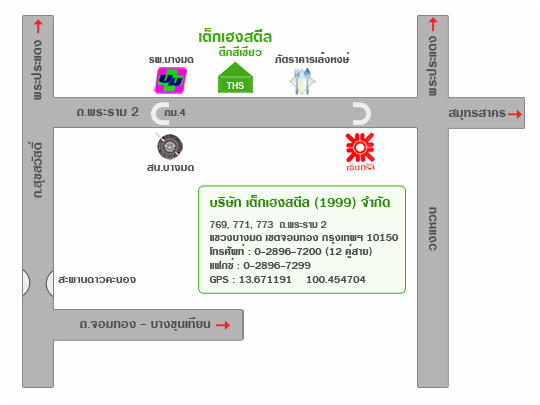 เต็กเฮงสตีล
ตึกสีเขียว
รพ.บางมด
ภัตราคารเล้งหงษ์
พระประแดง
THS
พระประแดง
ถ.พระราม 2
กม.4
สมุทรสาคร
สน.บางมด
เซ็นทรัล
ถ.สุขสวัสดิ์
บริษัท เต็กเฮงสตีล (1999) จำกัด
769, 771, 773 ถ.พระราม 2
แขวงบางมด เขตจอมทอง กรุงเทพฯ 10150
โทรศัพท์ : 0-2896-7200 (12 คู่สาย)
แฟกซ์ : 0-2896-7299
GPS : 13.671191 100.454704
สะพานดาวคะนอง
ถ.จอมทอง - บางขุนเทียน